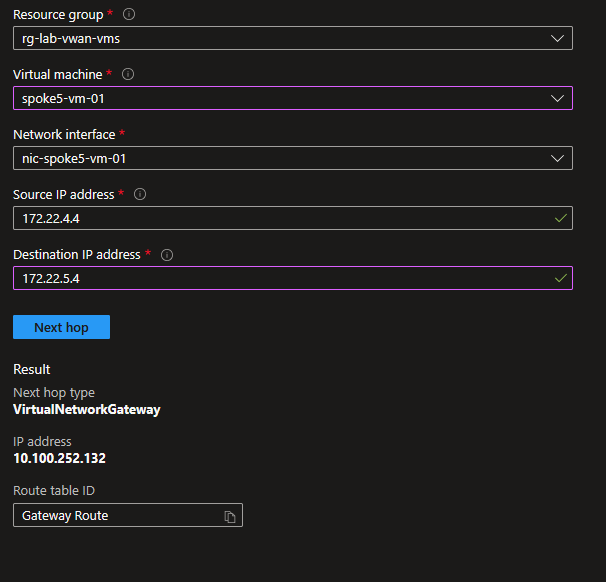 Resource group *
rg-lab-vwan-vms
Virtual machine *
spoke5-vm-01
Network interface *
nic-spoke5-vm-01
Source IP address *
172.22.4.4
Destination IP address *
172.22.5.4
Next hop
Result
Next hop type
VirtualNetworkGateway
IP address
10.100.252.132
Route table ID
Gateway Route